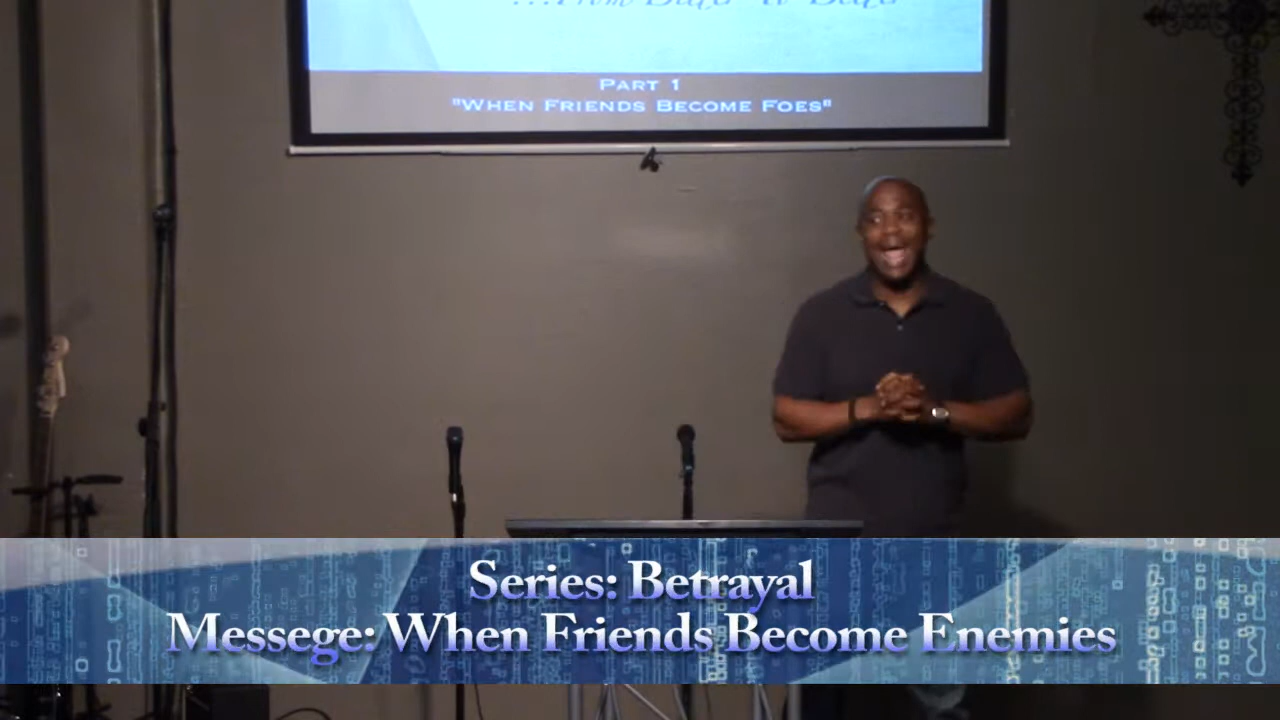 Part 1
"When Friends Become Foes"
Series: Betrayal
Messege: When Friends Become Enemies